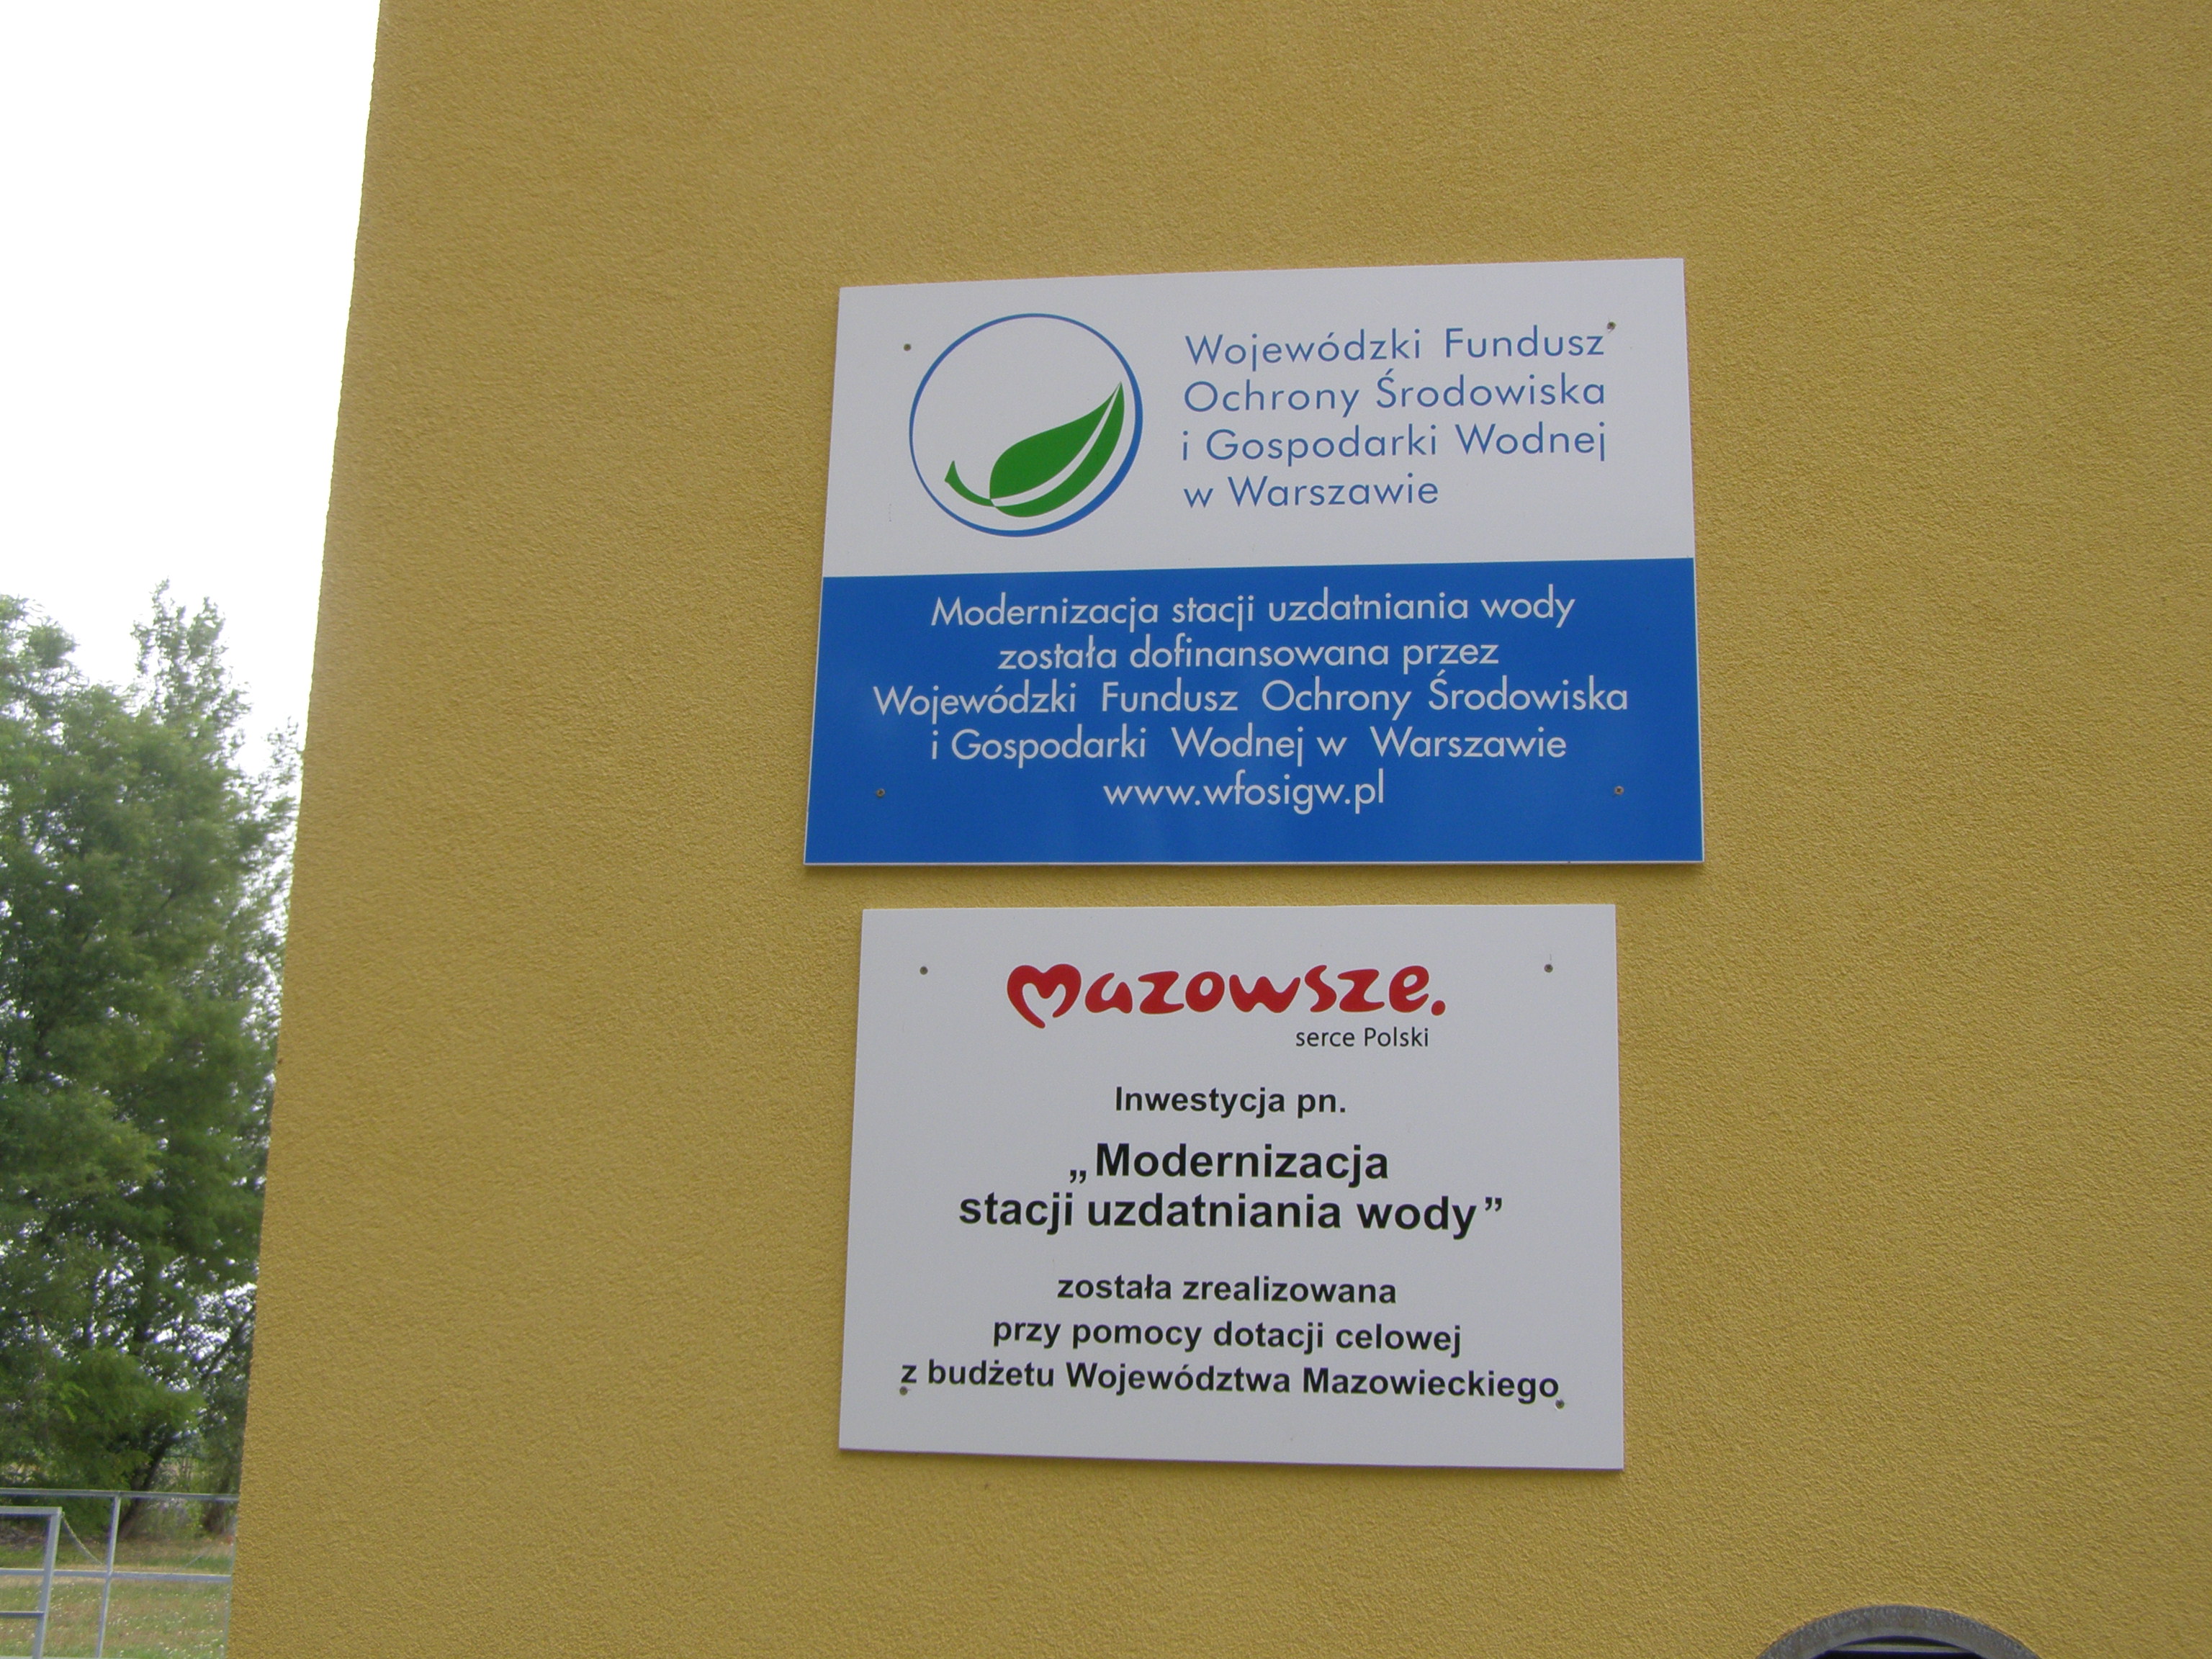 Wojewódzki Fundusz
Ochrony Środowiska
i Gospodarki Wodnej
w Warszawie
Modernizacja stacji uzdatniania wody
została dofinansowana przez
Wojewódzki Fundusz Ochrony Środowiska
i Gospodarki Wodnej w Warszawie
www.wfosigw.pl
mazowsze.
serce Polski
Inwestycja pn.
„Modernizacja
stacji uzdatniania wody”
została zrealizowana
przy pomocy dotacji celowej
z budżetu Województwa Mazowieckiego